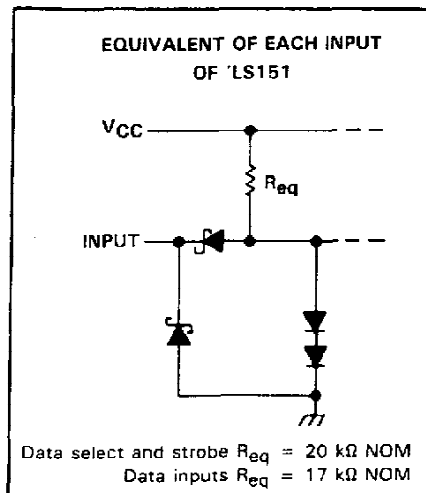 EQUIVALENT OF EACH INPUT
OF 'LS151
VCC
Req
INPUT
Data select and strobe Req = 20 kΩ NOM
Data inputs Req = 17 kΩ NOM